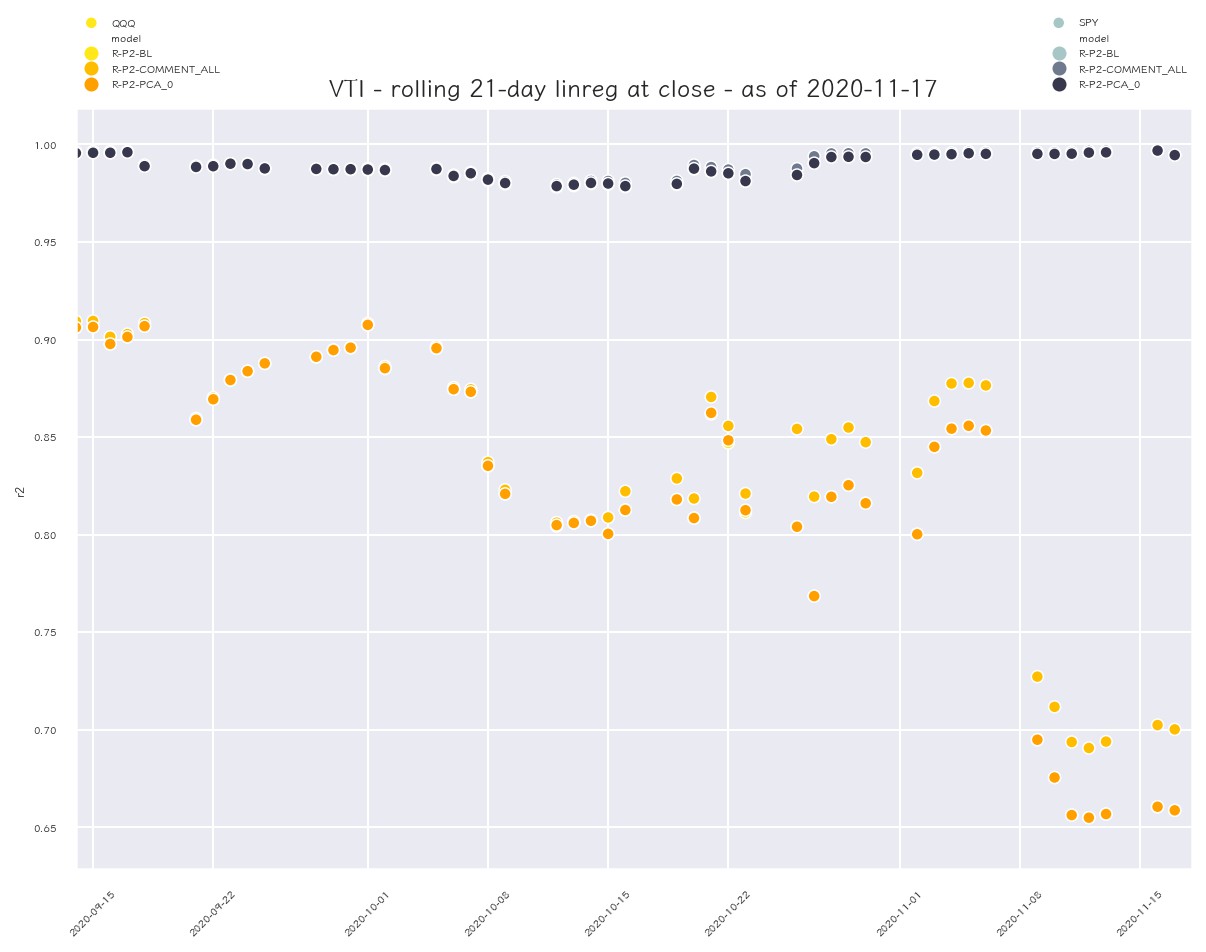 QQQ
model
R-P2-BL
R-P2-COMMENT_ALL
R-P2-PCA_0
SPY
model
R-P2-BL
R-P2-COMMENT_ALL
R-P2-PCA_0
VTI - rolling 21-day linreg at close - as of 2020-11-17
1.00
0.95
0.90
0.85
0.80
0.75
0.70
0.65
r2
2020-09-15
2020-09-22
2020-10-01
2020-10-08
2020-10-15
2020-10-22
2020-11-01
2020-11-08
2020-11-15